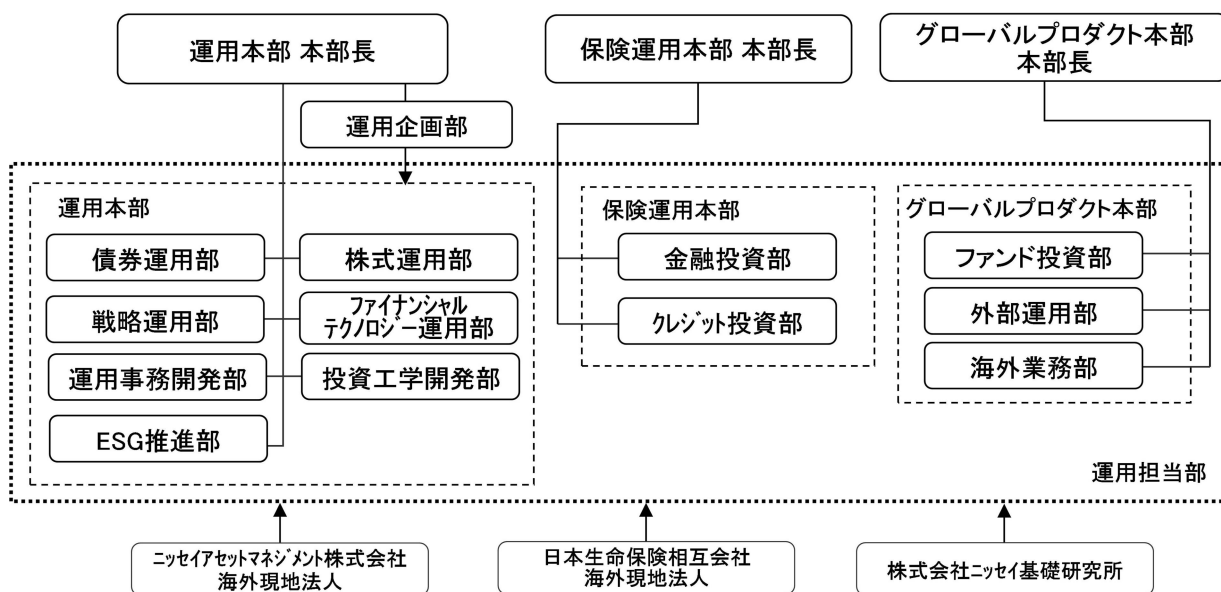 運用本部 本部長
保険運用本部 本部長
グローバルプロダクト本部
本部長
運用企画部
運用本部
債券運用部
株式運用部
戦略運用部
ファイナンシャル
テクノロジー運用部
運用事務開発部
投資工学開発部
ESG推進部
保険運用本部
金融投資部
クレジット投資部
グローバルプロダクト本部
ファンド投資部
外部運用部
海外業務部
運用担当部
ニッセイアセットマネジメント株式会社
海外現地法人
日本生命保険相互会社
海外現地法人
株式会社ニッセイ基礎研究所